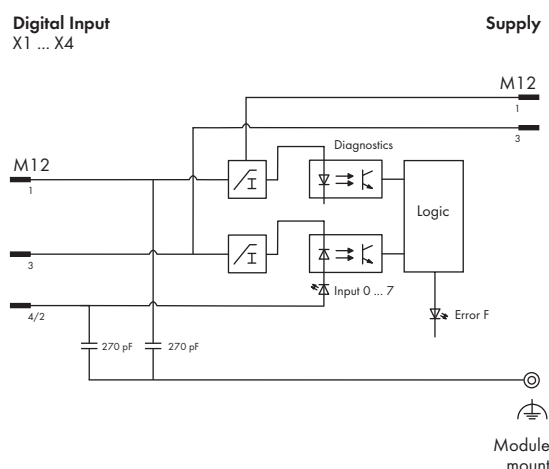 Digital Input
X1 ... X4
Supply
M12
1
3
Diagnostics
M12
1
I
Logic
3
I
Input 0 ... 7
4/2
Error F
270 pF
270 pF
Module
mount